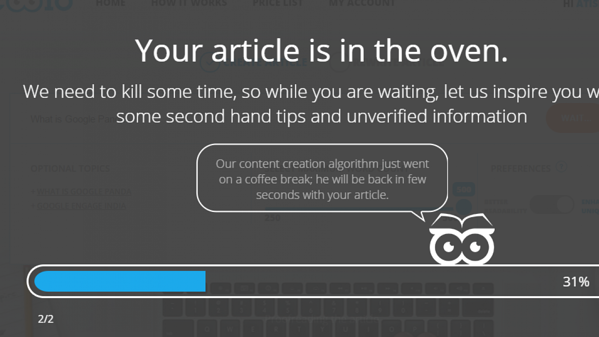 HOME HOW IT WORKS PRICE LIST MY ACCOUNT
Your article is in the oven.
We need to kill some time, so while you are waiting, let us inspire you w
some second hand tips and unverified information
Our content creation algorithm just went
on a coffee break; he will be back in few
seconds with your article.
31%
2/2